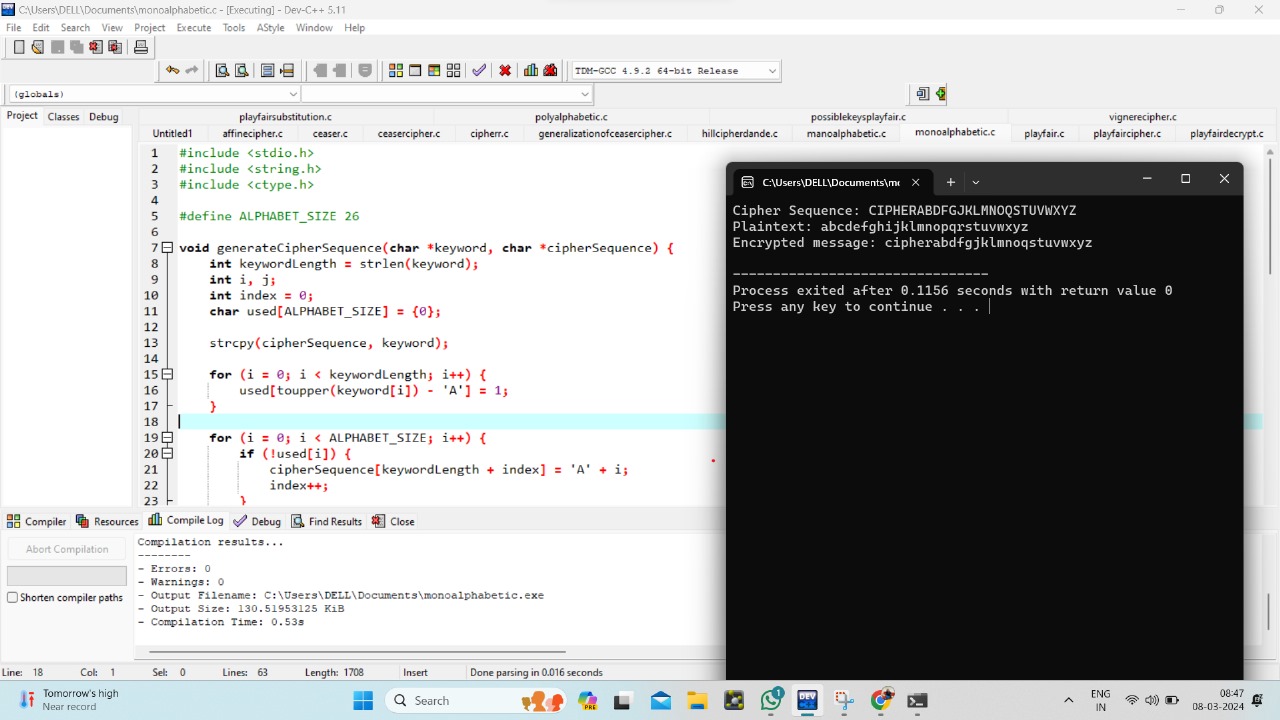 C:\Users\DELL\Documents\monoalphabetic.c - [Executing] - Dev-C++ 5.11
File Edit Search View Project Execute Tools AStyle Window Help
TDM-GCC 4.9.2 64-bit Release
(globals)
Project Classes Debug
playfairsubstitution.c polyalphabetic.c possiblekeysplayfair.c vignerecipher.c
Untitled1 affinecipher.c ceaser.c ceasercipher.c cipherr.c generalizationofceasercipher.c hillcipherdande.c monoalphabetic.c monoalphabetic.c playfair.c playfaircipher.c playfairdecrypt.c
1 #include <stdio.h>
2 #include <string.h>
3 #include <ctype.h>
4
5 #define ALPHABET_SIZE 26
6
7 void generateCipherSequence(char *keyword, char *cipherSequence) {
8 int keywordLength = strlen(keyword);
9 int i, j;
10 int index = 0;
11 char used[ALPHABET_SIZE] = {0};
12
13 strcpy(cipherSequence, keyword);
14
15 for (i = 0; i < keywordLength; i++) {
16 used[toupper(keyword[i]) - 'A'] = 1;
17 }
18
19 for (i = 0; i < ALPHABET_SIZE; i++) {
20 if (!used[i]) {
21 cipherSequence[keywordLength + index] = 'A' + i;
22 index++;
23 }
C:\Users\DELL\Documents\mo
Cipher Sequence: CIPHERABDFGJKLMNOQSTUVWXYZ
Plaintext: abcdefghijklmnopqrstuvwxyz
Encrypted message: cipherabdfgjklmnoqstuvwxyz
--------------------------------
Process exited after 0.1156 seconds with return value 0
Press any key to continue . . .
Compiler Resources Compile Log Debug Find Results Close
Abort Compilation
Shorten compiler paths
Compilation results...
--------
- Errors: 0
- Warnings: 0
- Output Filename: C:\Users\DELL\Documents\monoalphabetic.exe
- Output Size: 130.51953125 KiB
- Compilation Time: 0.53s
Line: 18 Col: 1 Sel: 0 Lines: 63 Length: 1708 Insert Done parsing in 0.016 seconds
Tomorrow's high
Near record
Search
PRE
1
DEV
ENG
IN
08:47
08-03-2024